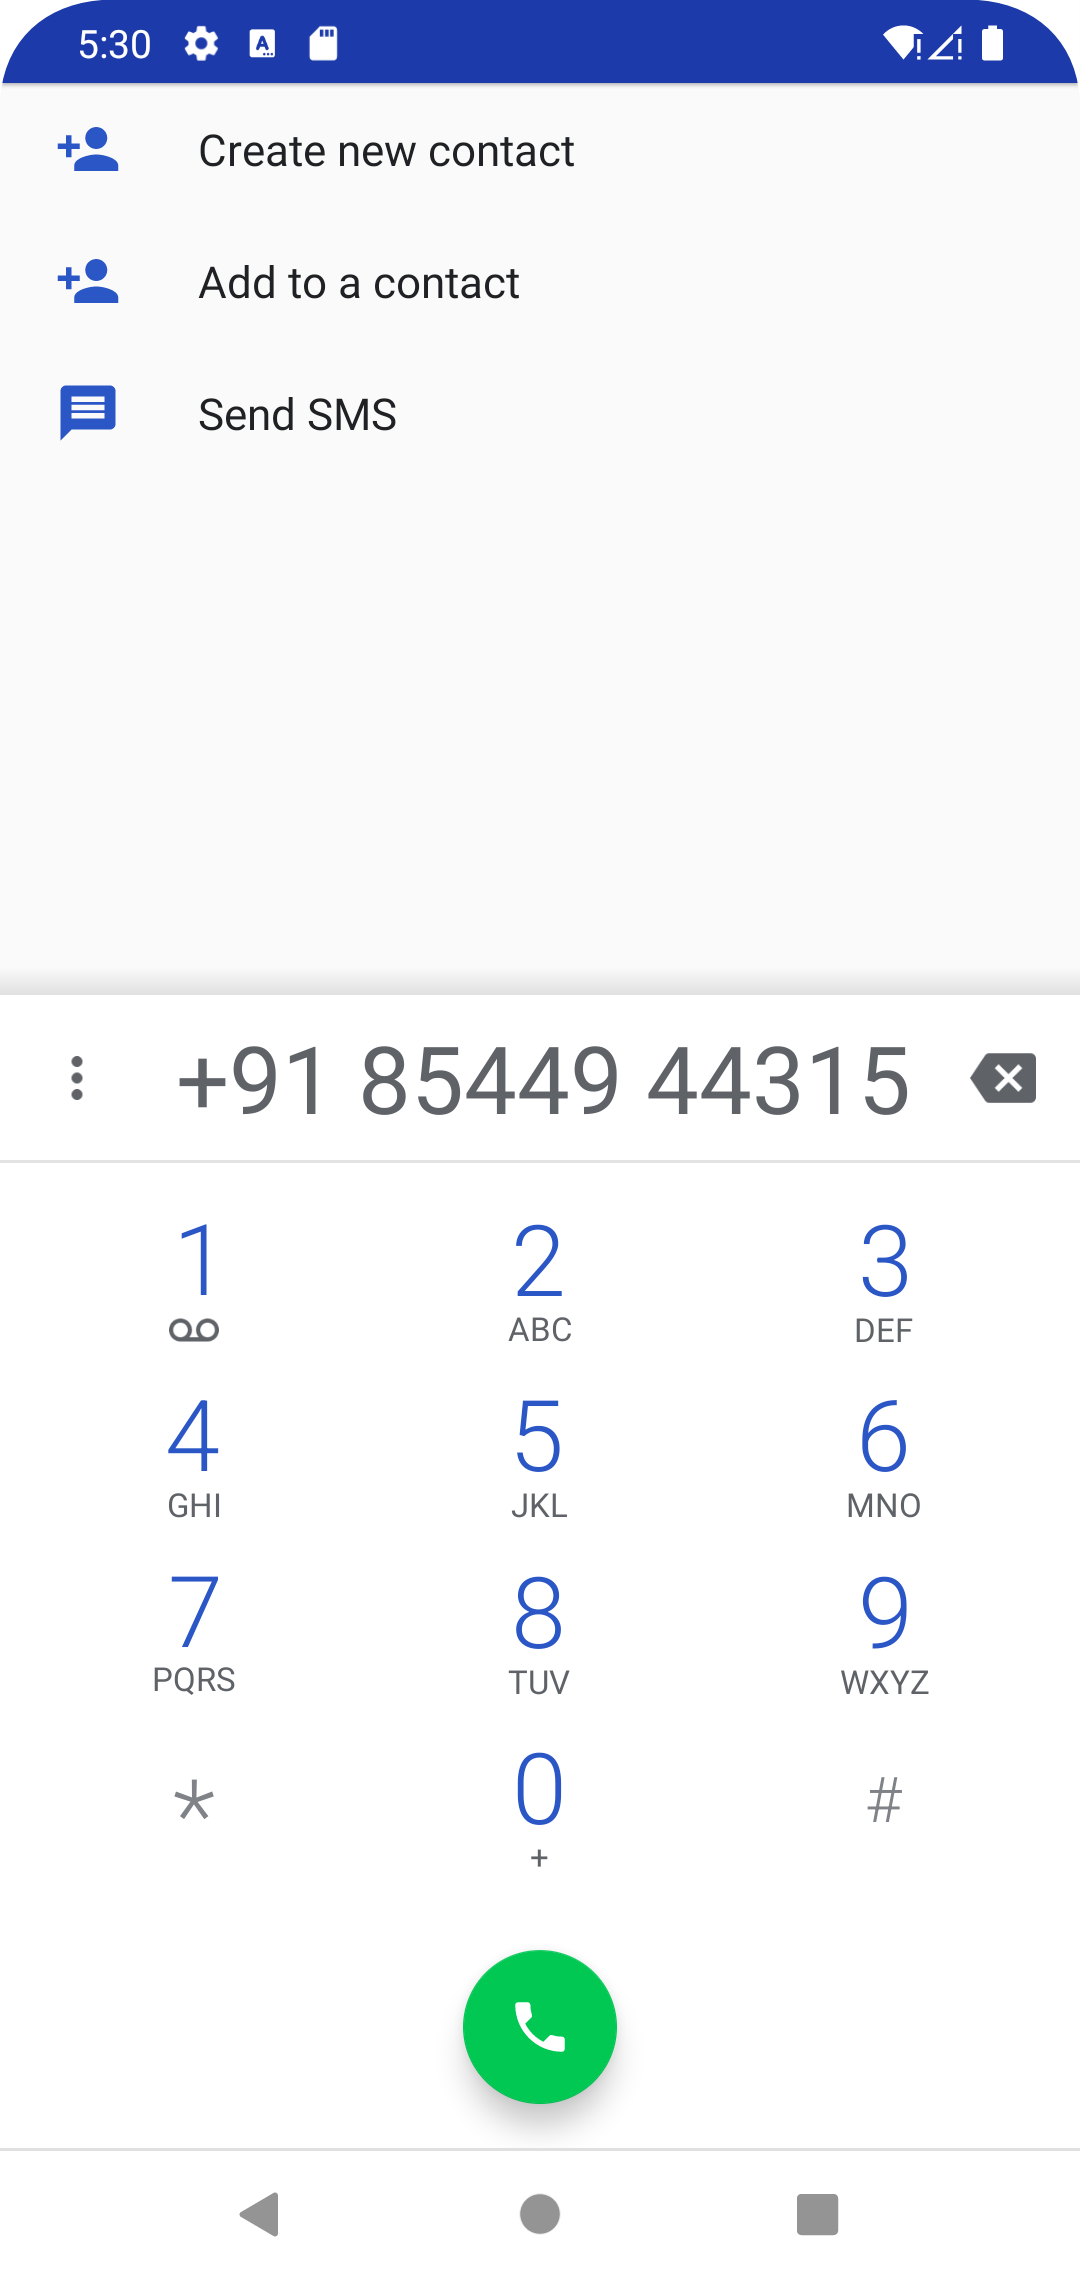 5:30
Create new contact
Add to a contact
Send SMS
+91 85449 44315
1 2 3
ABC DEF
4 5 6
GHI JKL MNO
7 8 9
PQRS TUV WXYZ
* 0 #
+